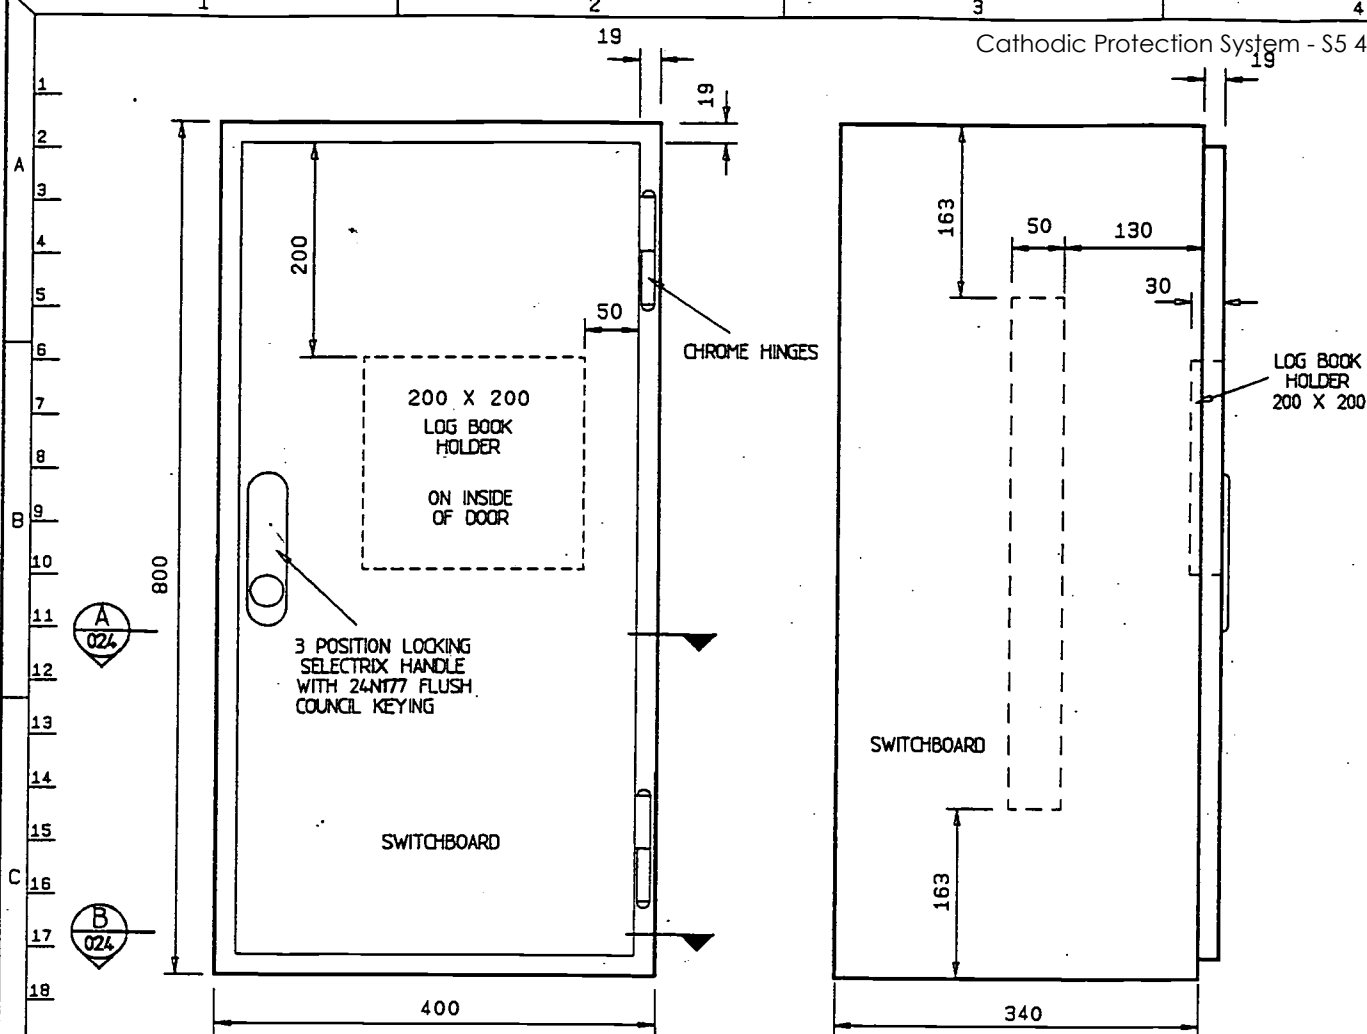 1
2
3
4
Cathodic Protection System - S5 4
19
19
19
1
2
A
3
4
5
6
7
8
B
9
10
11
12
13
14
15
C
16
17
18
200
50
CHROME HINGES
200 X 200
LOG BOOK
HOLDER
ON INSIDE
OF DOOR
800
3 POSITION LOCKING
SELECTRIX HANDLE
WITH 24N177 FLUSH
COUNCIL KEYING
SWITCHBOARD
A
024
B
024
400
163
50
130
30
LOG BOOK
HOLDER
200 X 200
SWITCHBOARD
163
340